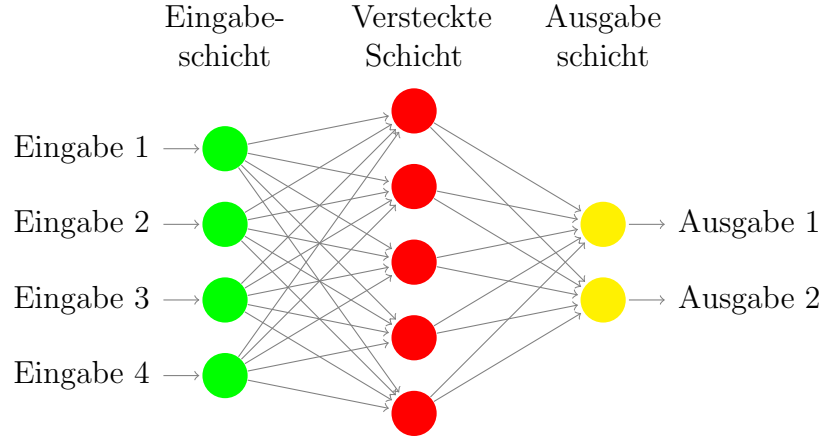 Eingabe-
schicht
Versteckte
Schicht
Ausgabe
schicht
Eingabe 1
Eingabe 2
Eingabe 3
Eingabe 4
Ausgabe 1
Ausgabe 2